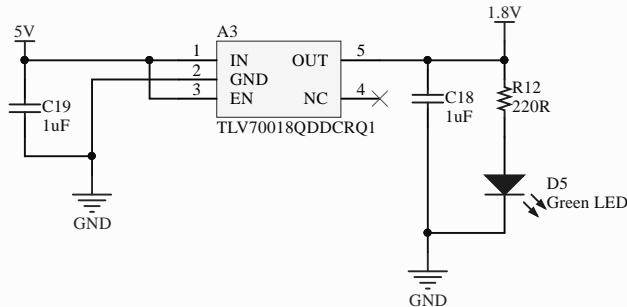 5V
1.8V
A3
1 IN OUT 5
2 GND
3 EN NC 4
TLV70018QDDCRQ1
C19
1uF
C18
1uF
R12
220R
D5
Green LED
GND
GND